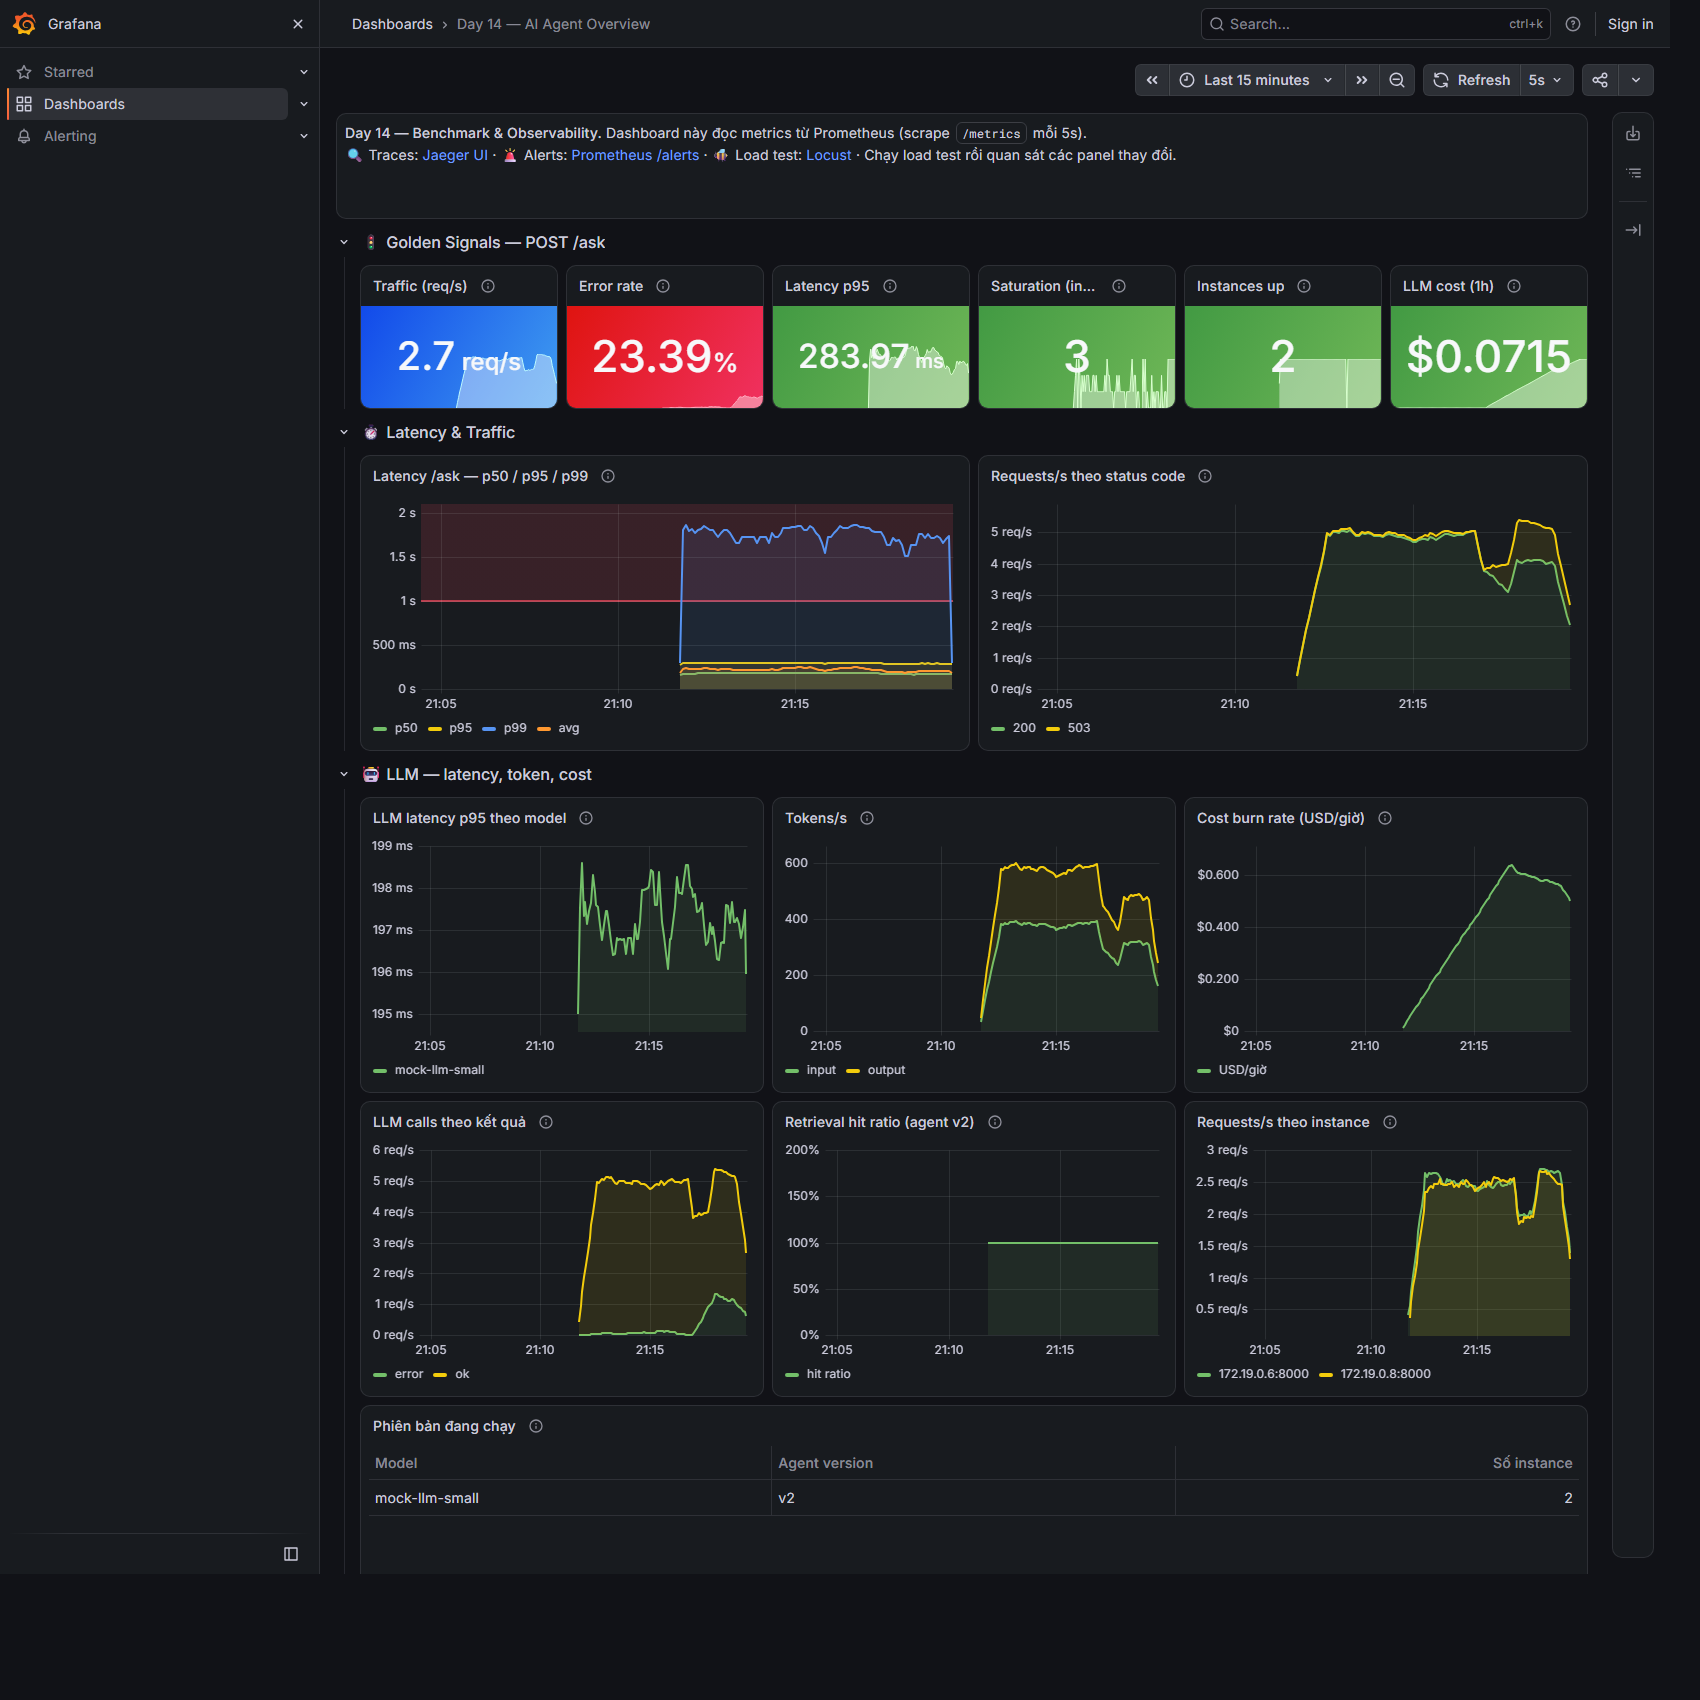 Grafana
Dashboards › Day 14 — AI Agent Overview
Search... ctrl+k
Sign in
Starred
Dashboards
Alerting
Last 15 minutes
Refresh 5s
Day 14 — Benchmark & Observability. Dashboard này đọc metrics từ Prometheus (scrape /metrics mỗi 5s).
Traces: Jaeger UI · Alerts: Prometheus /alerts · Load test: Locust · Chạy load test rồi quan sát các panel thay đổi.
Golden Signals — POST /ask
Traffic (req/s)
2.7 req/s
Error rate
23.39%
Latency p95
283.97 ms
Saturation (in...
3
Instances up
2
LLM cost (1h)
$0.0715
Latency & Traffic
Latency /ask — p50 / p95 / p99
2 s
1.5 s
1 s
500 ms
0 s
21:05 21:10 21:15
p50 p95 p99 avg
Requests/s theo status code
5 req/s
4 req/s
3 req/s
2 req/s
1 req/s
0 req/s
21:05 21:10 21:15
200 503
LLM — latency, token, cost
LLM latency p95 theo model
199 ms
198 ms
197 ms
196 ms
195 ms
21:05 21:10 21:15
mock-llm-small
Tokens/s
600
400
200
0
21:05 21:10 21:15
input output
Cost burn rate (USD/giờ)
$0.600
$0.400
$0.200
$0
21:05 21:10 21:15
USD/giờ
LLM calls theo kết quả
6 req/s
5 req/s
4 req/s
3 req/s
2 req/s
1 req/s
0 req/s
21:05 21:10 21:15
error ok
Retrieval hit ratio (agent v2)
200%
150%
100%
50%
0%
21:05 21:10 21:15
hit ratio
Requests/s theo instance
3 req/s
2.5 req/s
2 req/s
1.5 req/s
1 req/s
0.5 req/s
21:05 21:10 21:15
172.19.0.6:8000 172.19.0.8:8000
Phiên bản đang chạy
Model Agent version Số instance
mock-llm-small v2 2